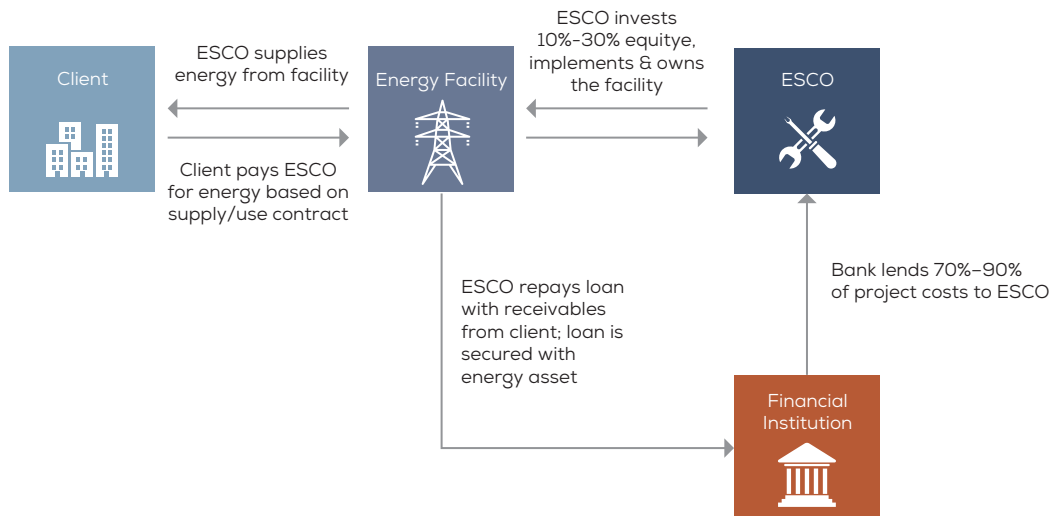 Client
ESCO supplies
energy from facility
Client pays ESCO
for energy based on
supply/use contract
Energy Facility
ESCO invests
10%-30% equitye,
implements & owns
the facility
ESCO
ESCO repays loan
with receivables
from client; loan is
secured with
energy asset
Bank lends 70%–90%
of project costs to ESCO
Financial
Institution